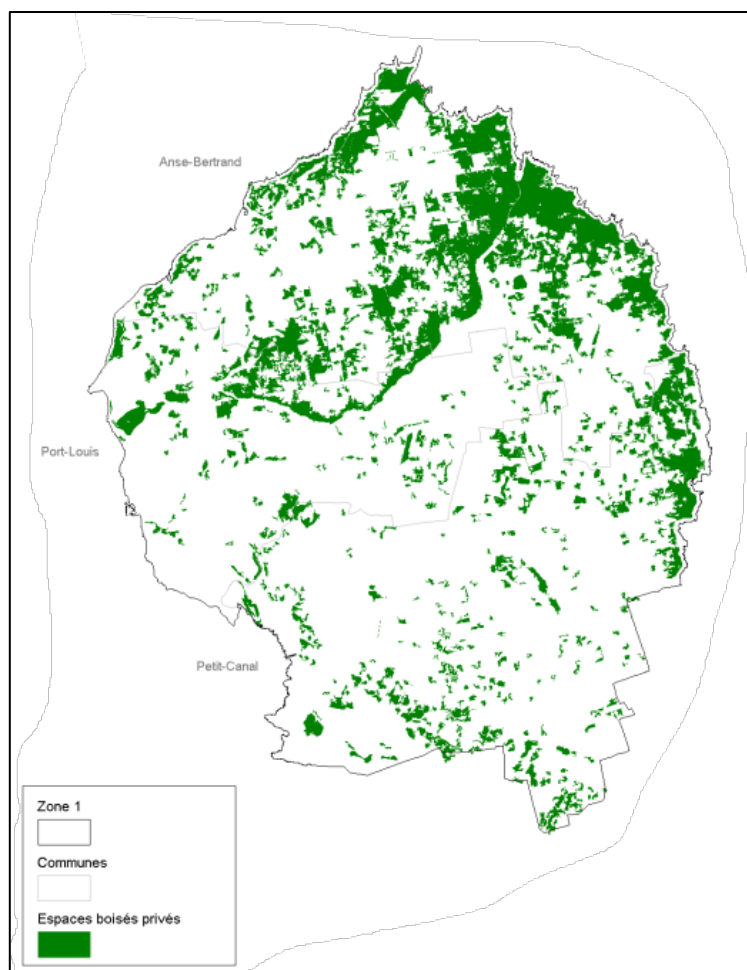 Anse-Bertrand
Port-Louis
Petit-Canal
Zone 1
Communes
Espaces boisés privés